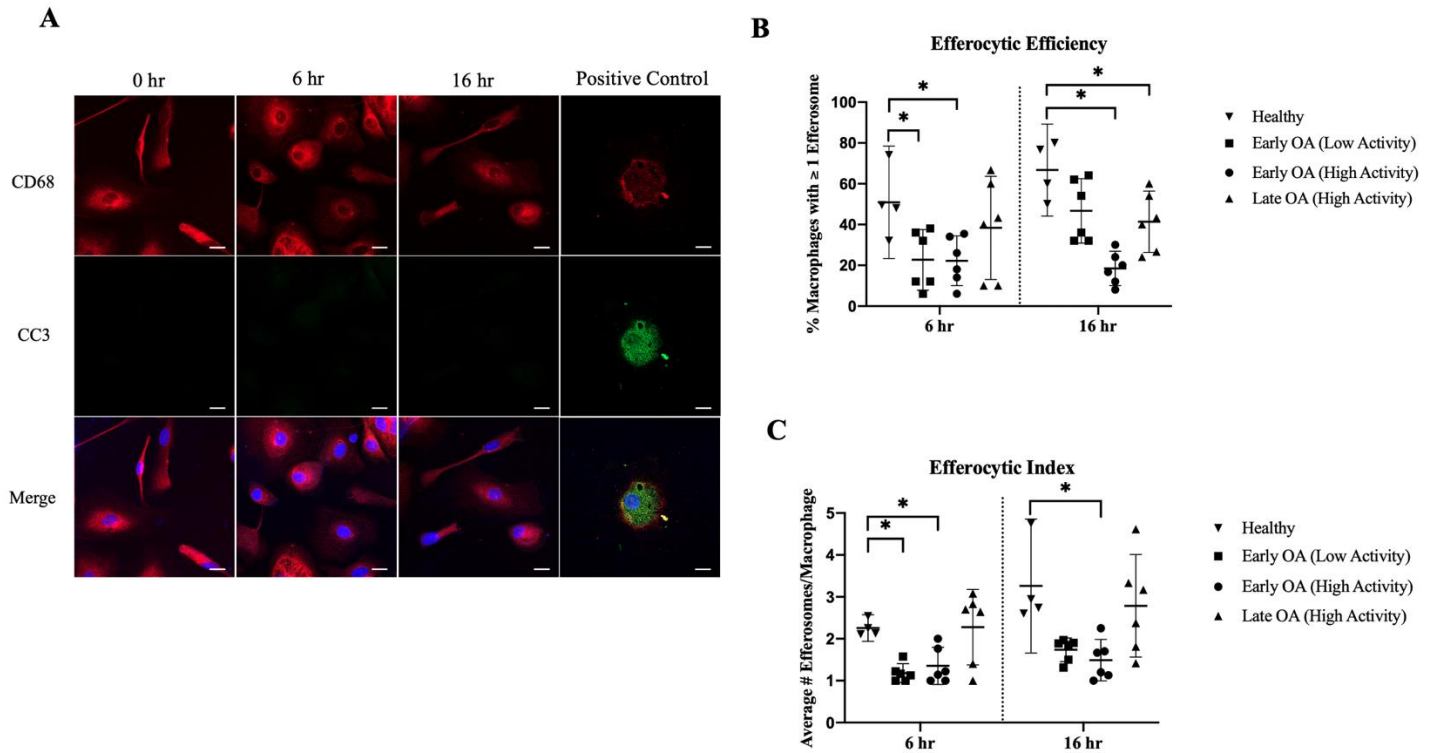 A
0 hr
6 hr
16 hr
Positive Control
CD68
CC3
Merge
B
Efferocytic Efficiency
% Macrophages with ≥ 1 Efferosome
100
80
60
40
20
0
*
*
*
*
6 hr
16 hr
Healthy
Early OA (Low Activity)
Early OA (High Activity)
Late OA (High Activity)
C
Efferocytic Index
Average # Efferosomes/Macrophage
5
4
3
2
1
0
*
*
*
6 hr
16 hr
Healthy
Early OA (Low Activity)
Early OA (High Activity)
Late OA (High Activity)